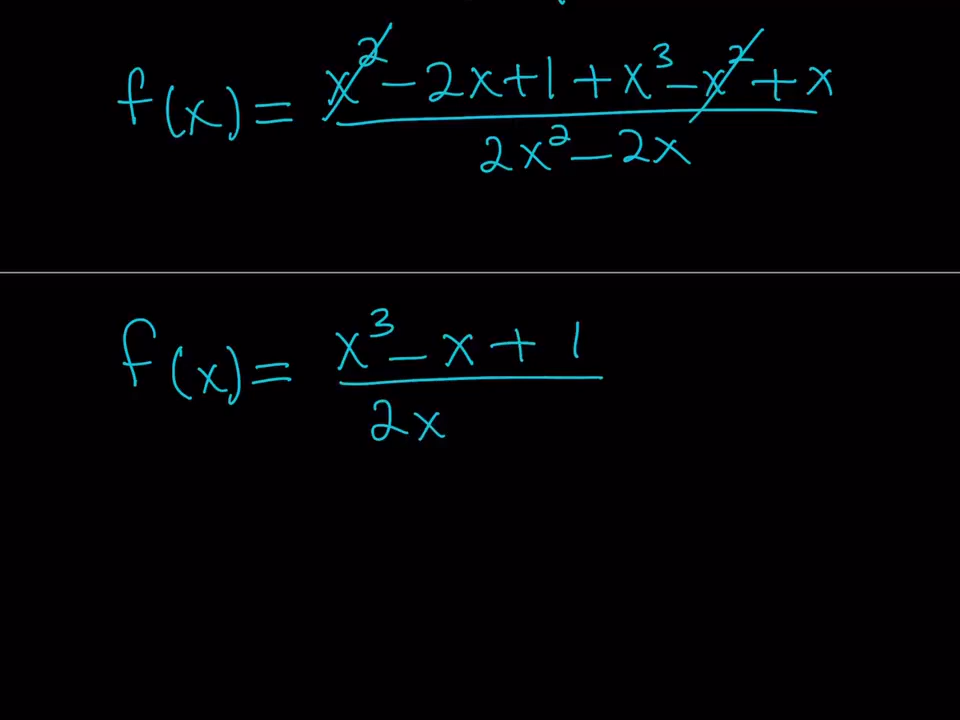 f(x) = (x² - 2x + 1 + x³ - x² + x) / (2x² - 2x)
f(x) = (x³ - x + 1) / (2x)